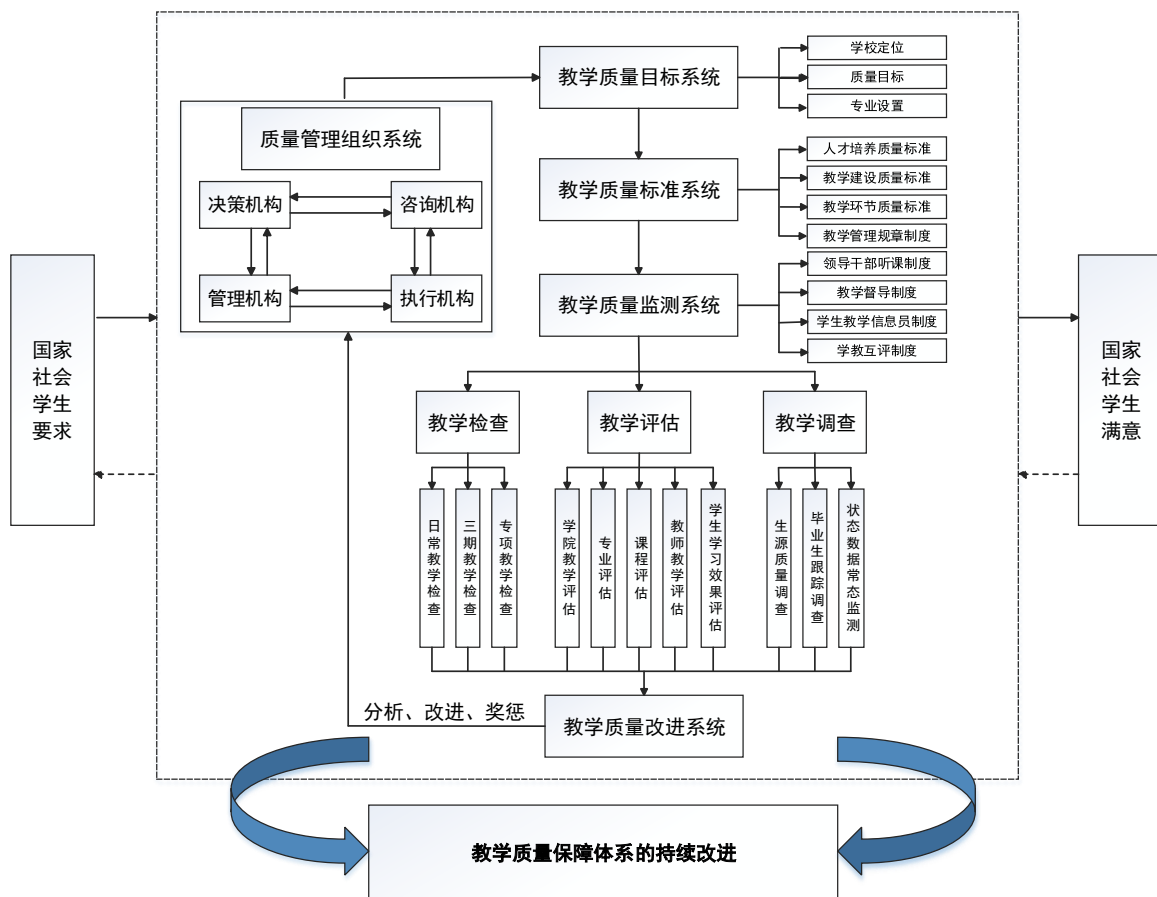 教学质量目标系统
学校定位
质量目标
专业设置
质量管理组织系统
决策机构
咨询机构
管理机构
执行机构
教学质量标准系统
人才培养质量标准
教学建设质量标准
教学环节质量标准
教学管理规章制度
教学质量监测系统
领导干部听课制度
教学督导制度
学生教学信息员制度
学教互评制度
国家
社会
学生
要求
国家
社会
学生
满意
教学检查
教学评估
教学调查
日常教学检查
三期教学检查
专项教学检查
学院教学评估
专业评估
课程评估
教师教学评估
学生学习效果评估
生源质量调查
毕业生跟踪调查
状态数据常态监测
分析、改进、奖惩
教学质量改进系统
教学质量保障体系的持续改进